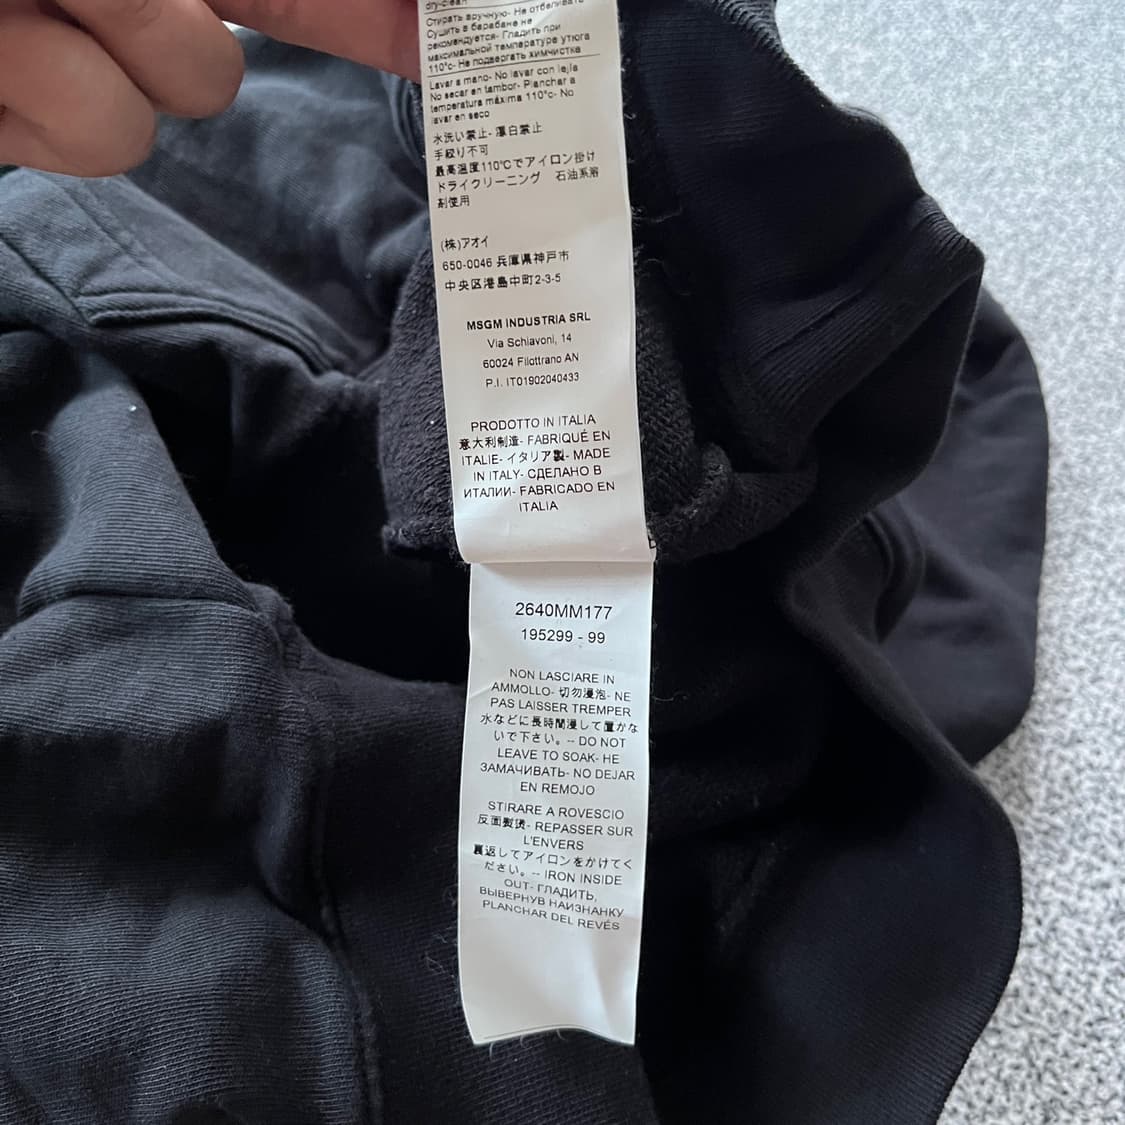 dry-clean
Стирать вручную- Не отбеливать
Сушить в барабане не
рекомендуется- Гладить при
максимальной температуре утюга
110°c- Не подвергать химчистке
Lavar a mano- No lavar con lejía
No secar en tambor- Planchar a
temperatura máxima 110°c- No
lavar en seco
水洗い禁止- 漂白禁止
手絞り不可
最高温度110℃でアイロン掛け
ドライクリーニング 石油系溶
剤使用
(株)アオイ
650-0046 兵庫県神戸市
中央区港島中町2-3-5
MSGM INDUSTRIA SRL
Via Schiavoni, 14
60024 Filottrano AN
P.I. IT01902040433
PRODOTTO IN ITALIA
意大利制造- FABRIQUÉ EN
ITALIE- イタリア製- MADE
IN ITALY- СДЕЛАНО В
ИТАЛИИ- FABRICADO EN
ITALIA
2640MM177
195299 - 99
NON LASCIARE IN
AMMOLLO- 切勿浸泡- NE
PAS LAISSER TREMPER
水などに長時間浸して置かな
いで下さい。-- DO NOT
LEAVE TO SOAK- НЕ
ЗАМАЧИВАТЬ- NO DEJAR
EN REMOJO
STIRARE A ROVESCIO
反面熨烫- REPASSER SUR
L'ENVERS
裏返してアイロンをかけてく
ださい。-- IRON INSIDE
OUT- ГЛАДИТЬ,
ВЫВЕРНУВ НАИЗНАНКУ
PLANCHAR DEL REVÉS